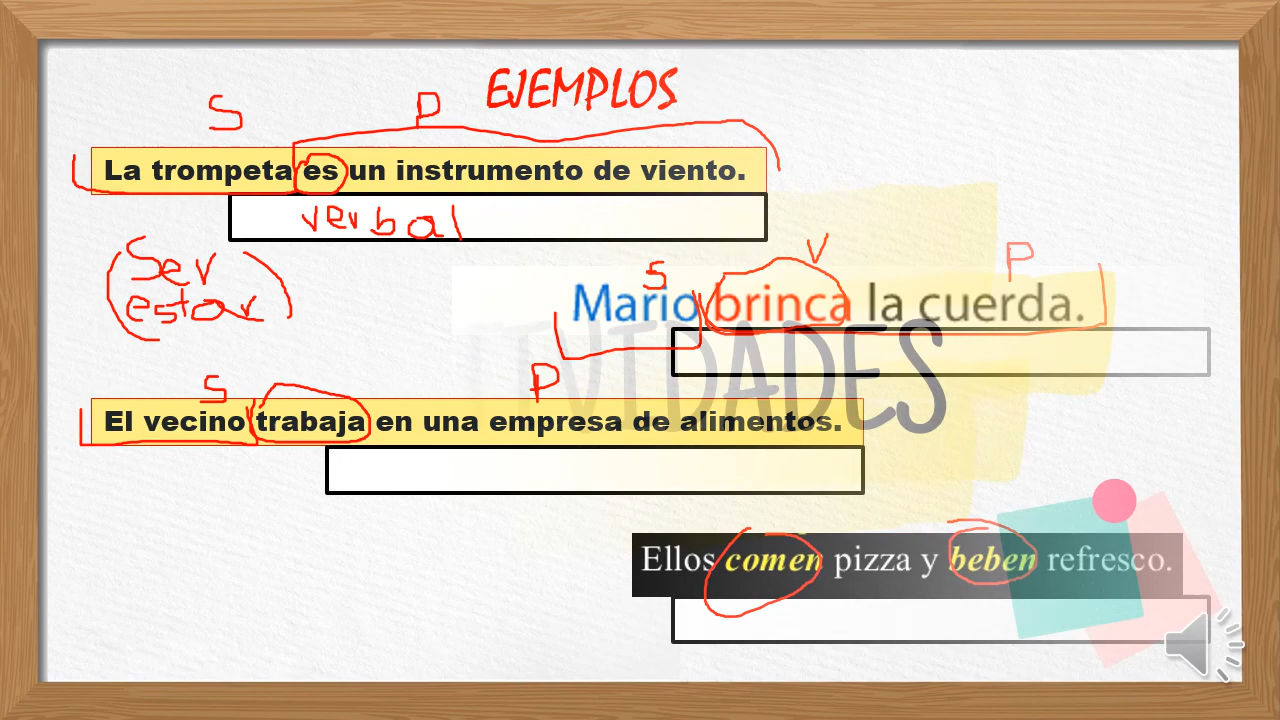 EJEMPLOS
S P
La trompeta es un instrumento de viento.
verbal
Ser
estar
S V P
Mario brinca la cuerda.
S P
El vecino trabaja en una empresa de alimentos.
Ellos comen pizza y beben refresco.